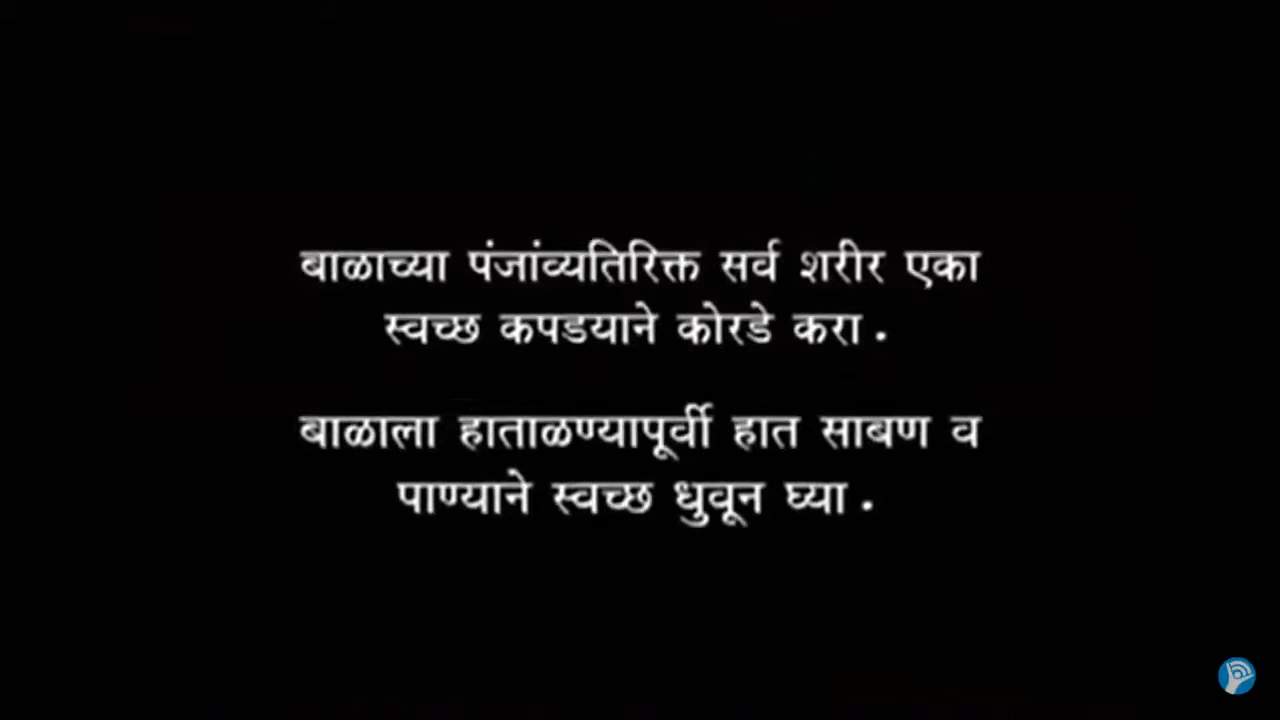 बाळाच्या पंजांव्यतिरिक्त सर्व शरीर एका
स्वच्छ कपडयाने कोरडे करा .
बाळाला हाताळण्यापूर्वी हात साबण व
पाण्याने स्वच्छ धुवून घ्या .